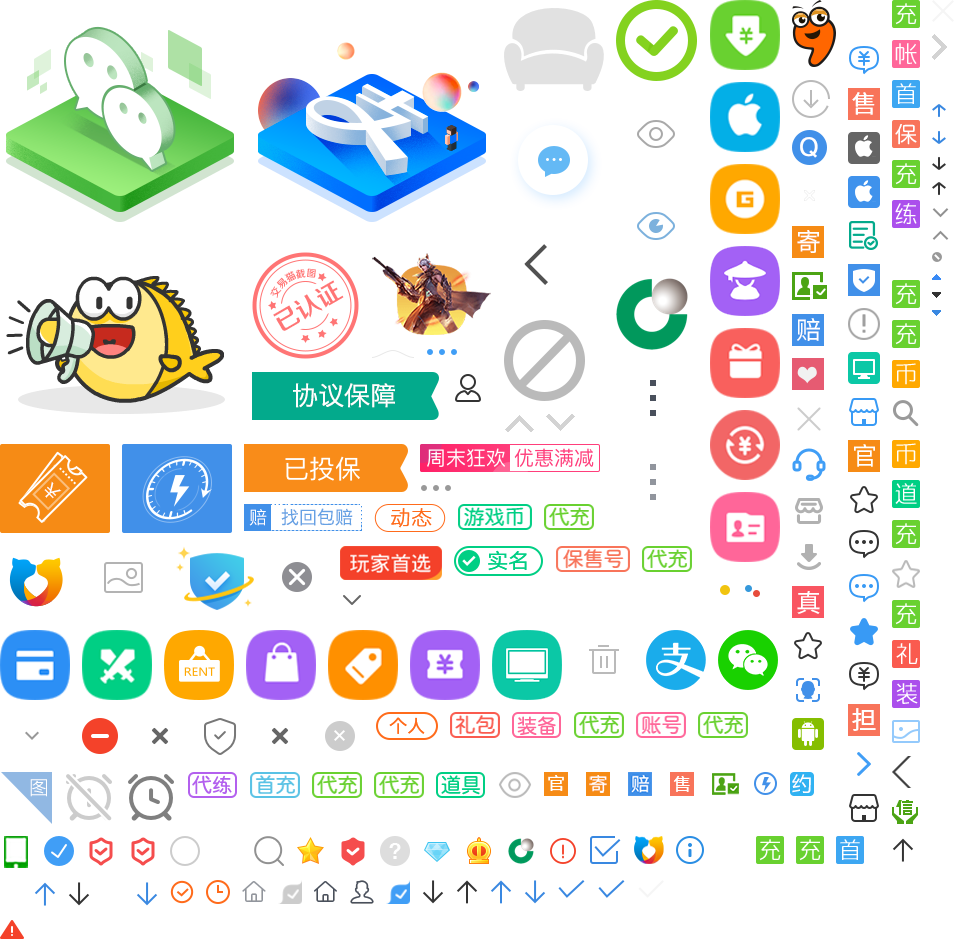 充
帐
首
售
保
Q
充
练
寄
G
交易猫截图
已认证
赔
充
充
币
协议保障
官
币
已投保
周末狂欢 优惠满减
道
赔 找回包赔
动态
游戏币
代充
充
玩家首选
实名
保售号
代充
真
充
RENT
支
礼
装
担
个人
礼包
装备
代充
账号
代充
图
代练
首充
代充
代充
道具
官
寄
赔
售
约
信
充
充
首